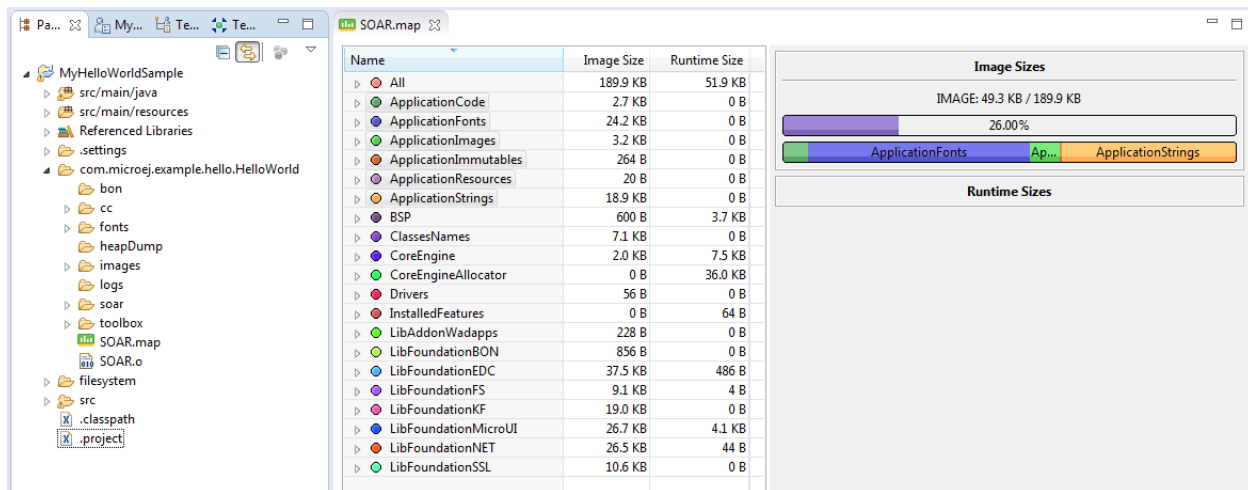 Pa... My... Te... Te...
MyHelloWorldSample
src/main/java
src/main/resources
Referenced Libraries
.settings
com.microej.example.hello.HelloWorld
bon
cc
fonts
heapDump
images
logs
soar
toolbox
SOAR.map
SOAR.o
filesystem
src
.classpath
.project
SOAR.map
Name Image Size Runtime Size
All 189.9 KB 51.9 KB
ApplicationCode 2.7 KB 0 B
ApplicationFonts 24.2 KB 0 B
ApplicationImages 3.2 KB 0 B
ApplicationImmutables 264 B 0 B
ApplicationResources 20 B 0 B
ApplicationStrings 18.9 KB 0 B
BSP 600 B 3.7 KB
ClassesNames 7.1 KB 0 B
CoreEngine 2.0 KB 7.5 KB
CoreEngineAllocator 0 B 36.0 KB
Drivers 56 B 0 B
InstalledFeatures 0 B 64 B
LibAddonWadapps 228 B 0 B
LibFoundationBON 856 B 0 B
LibFoundationEDC 37.5 KB 486 B
LibFoundationFS 9.1 KB 4 B
LibFoundationKF 19.0 KB 0 B
LibFoundationMicroUI 26.7 KB 4.1 KB
LibFoundationNET 26.5 KB 44 B
LibFoundationSSL 10.6 KB 0 B
Image Sizes
IMAGE: 49.3 KB / 189.9 KB
26.00%
ApplicationFonts Ap... ApplicationStrings
Runtime Sizes